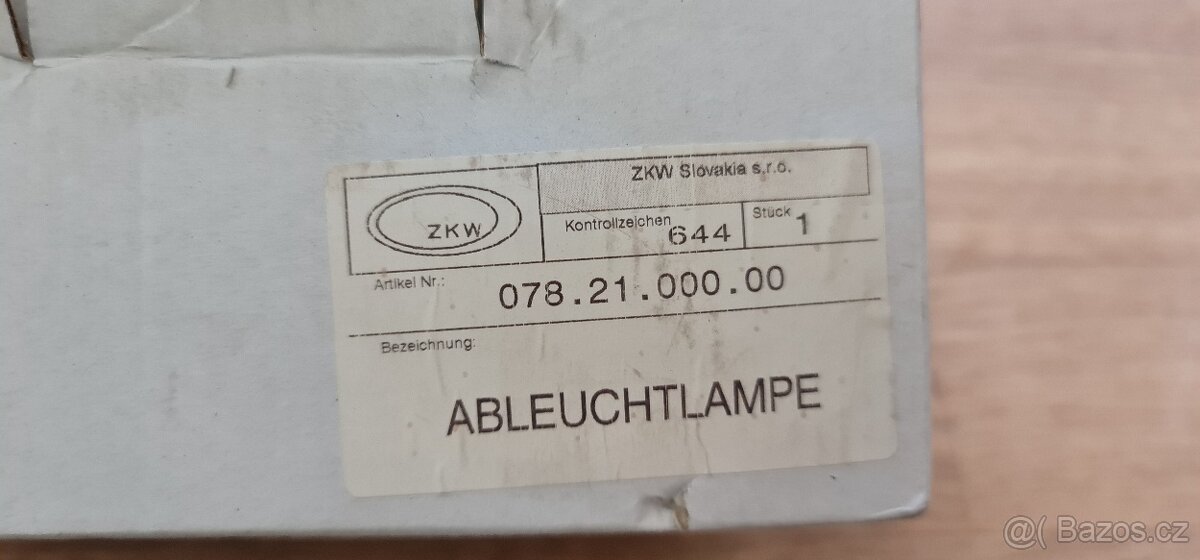 ZKW
ZKW Slovakia s.r.o.
Kontrollzeichen 644
Stück 1
Artikel Nr.: 078.21.000.00
Bezeichnung:
ABLEUCHTLAMPE
@( Bazos.cz